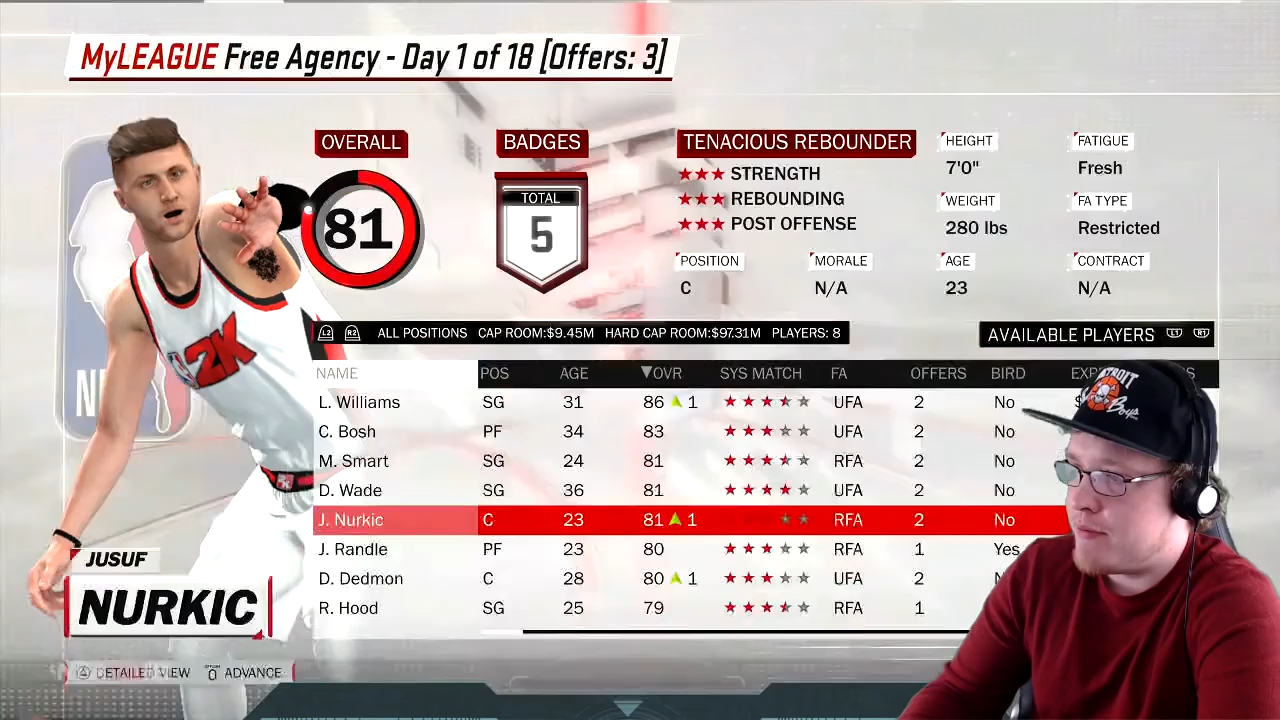 MyLEAGUE Free Agency - Day 1 of 18 [Offers: 3]
OVERALL
81
BADGES
TOTAL
5
TENACIOUS REBOUNDER
STRENGTH
REBOUNDING
POST OFFENSE
HEIGHT
7'0"
FATIGUE
Fresh
WEIGHT
280 lbs
FA TYPE
Restricted
POSITION
C
MORALE
N/A
AGE
23
CONTRACT
N/A
L2 R2 ALL POSITIONS CAP ROOM:$9.45M HARD CAP ROOM:$97.31M PLAYERS: 8
AVAILABLE PLAYERS L1 R1
NAME POS AGE OVR SYS MATCH FA OFFERS BIRD
L. Williams SG 31 86 1 UFA 2 No
C. Bosh PF 34 83 UFA 2 No
M. Smart SG 24 81 RFA 2 No
D. Wade SG 36 81 UFA 2 No
J. Nurkic C 23 81 1 RFA 2 No
J. Randle PF 23 80 RFA 1 Yes
D. Dedmon C 28 80 1 UFA 2
R. Hood SG 25 79 RFA 1
2K
JUSUF
NURKIC
DETAILED VIEW ADVANCE
DETROIT
Boys